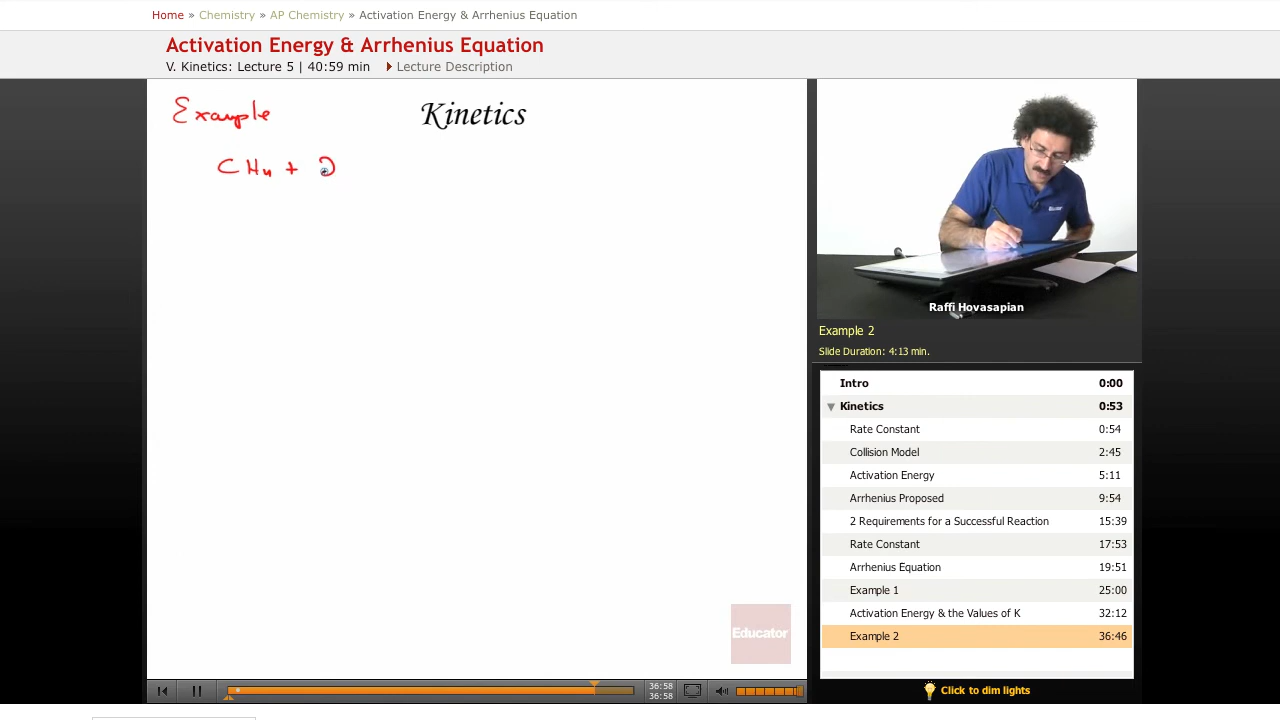 Home » Chemistry » AP Chemistry » Activation Energy & Arrhenius Equation
Activation Energy & Arrhenius Equation
V. Kinetics: Lecture 5 | 40:59 min Lecture Description
Example
Kinetics
CH4 + 2
Raffi Hovasapian
Example 2
Slide Duration: 4:13 min.
Intro 0:00
Kinetics 0:53
Rate Constant 0:54
Collision Model 2:45
Activation Energy 5:11
Arrhenius Proposed 9:54
2 Requirements for a Successful Reaction 15:39
Rate Constant 17:53
Arrhenius Equation 19:51
Example 1 25:00
Activation Energy & the Values of K 32:12
Example 2 36:46
Educator
36:58
36:58
Click to dim lights